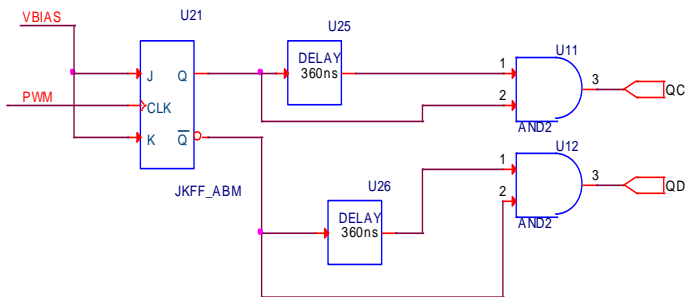 VBIAS
U21
U25
U11
DELAY
360ns
J
Q
1
2
3
QC
PWM
CLK
AND2
K
Q
U12
1
2
3
QD
JKFF_ABM
U26
DELAY
360ns
AND2